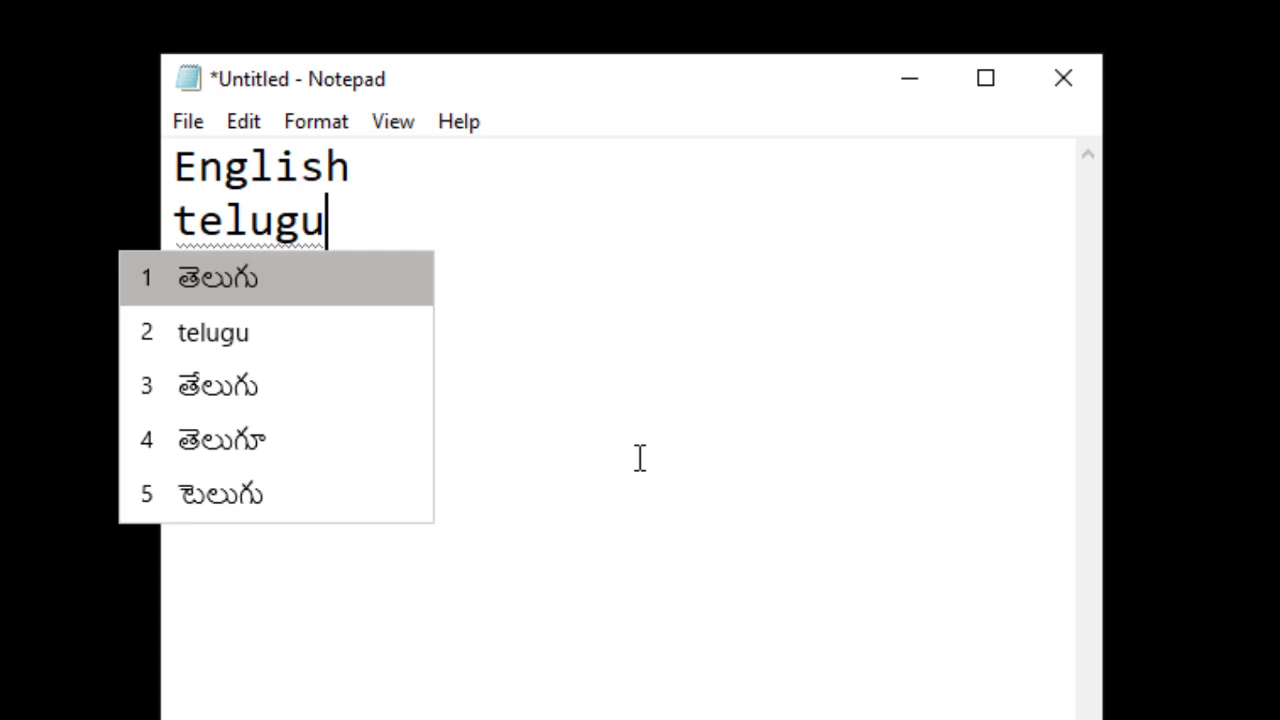 *Untitled - Notepad
File Edit Format View Help
English
telugu
1 తెలుగు
2 telugu
3 తేలుగు
4 తెలుగూ
5 టెలుగు